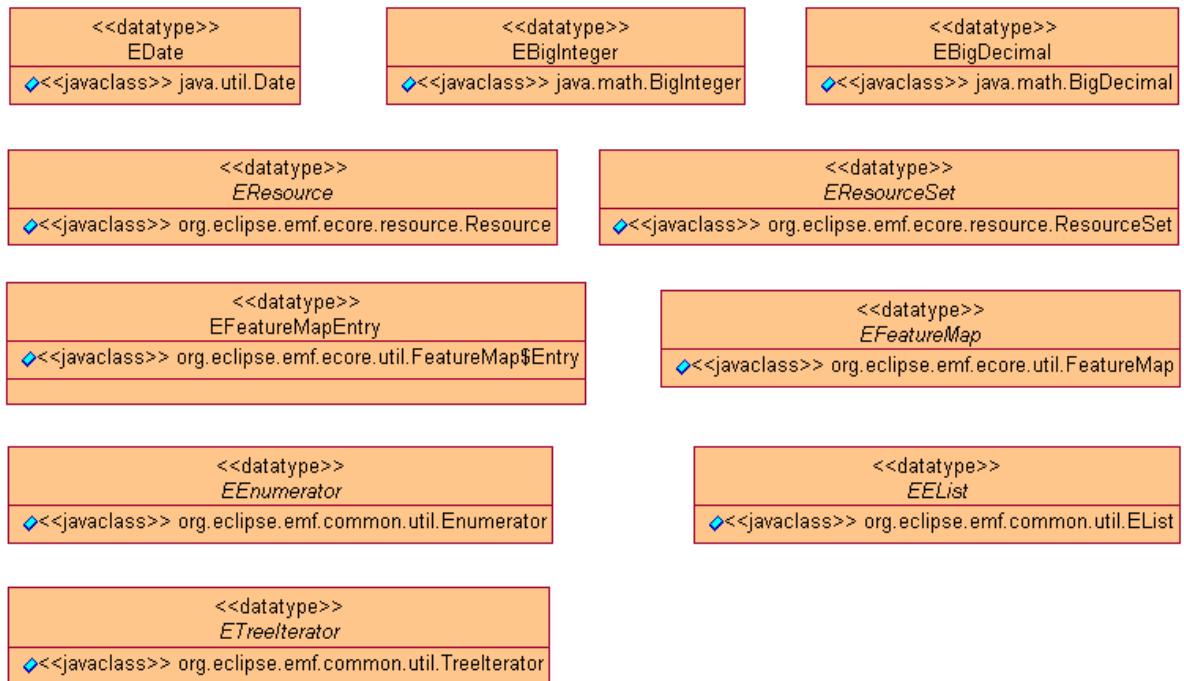 <<datatype>>
EDate
<<javaclass>> java.util.Date
<<datatype>>
EBigInteger
<<javaclass>> java.math.BigInteger
<<datatype>>
EBigDecimal
<<javaclass>> java.math.BigDecimal
<<datatype>>
EResource
<<javaclass>> org.eclipse.emf.ecore.resource.Resource
<<datatype>>
EResourceSet
<<javaclass>> org.eclipse.emf.ecore.resource.ResourceSet
<<datatype>>
EFeatureMapEntry
<<javaclass>> org.eclipse.emf.ecore.util.FeatureMap$Entry
<<datatype>>
EFeatureMap
<<javaclass>> org.eclipse.emf.ecore.util.FeatureMap
<<datatype>>
EEnumerator
<<javaclass>> org.eclipse.emf.common.util.Enumerator
<<datatype>>
EEList
<<javaclass>> org.eclipse.emf.common.util.EList
<<datatype>>
ETreeIterator
<<javaclass>> org.eclipse.emf.common.util.TreeIterator